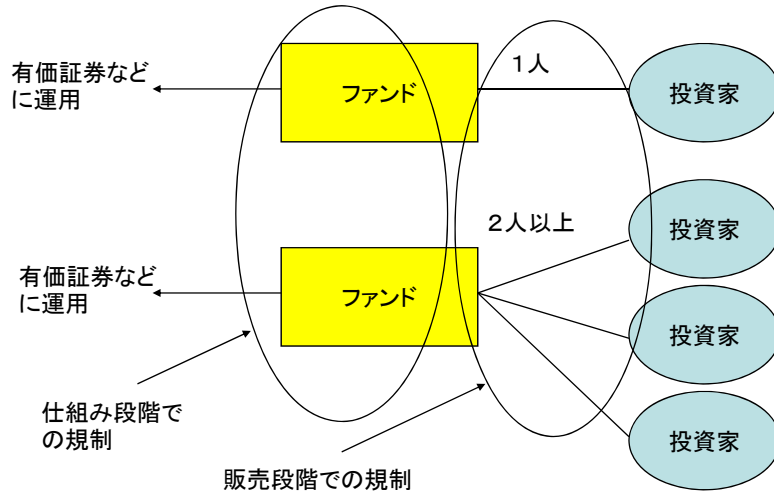 有価証券など
に運用
ファンド
１人
投資家
２人以上
投資家
有価証券など
に運用
ファンド
投資家
投資家
仕組み段階で
の規制
販売段階での規制